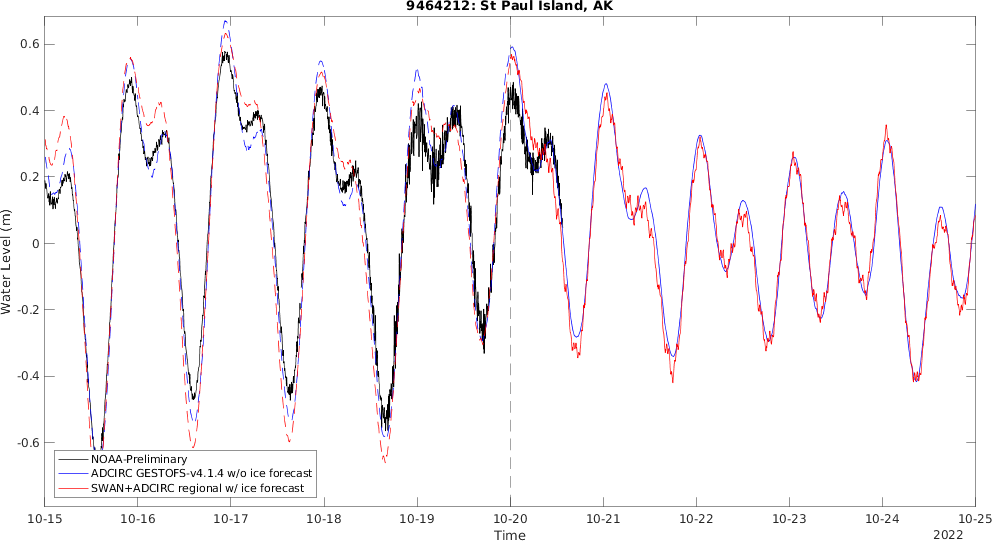 9464212: St Paul Island, AK
Water Level (m)
0.6
0.4
0.2
0
-0.2
-0.4
-0.6
NOAA-Preliminary
ADCIRC GESTOFS-v4.1.4 w/o ice forecast
SWAN+ADCIRC regional w/ ice forecast
10-15 10-16 10-17 10-18 10-19 10-20 10-21 10-22 10-23 10-24 10-25
Time
2022